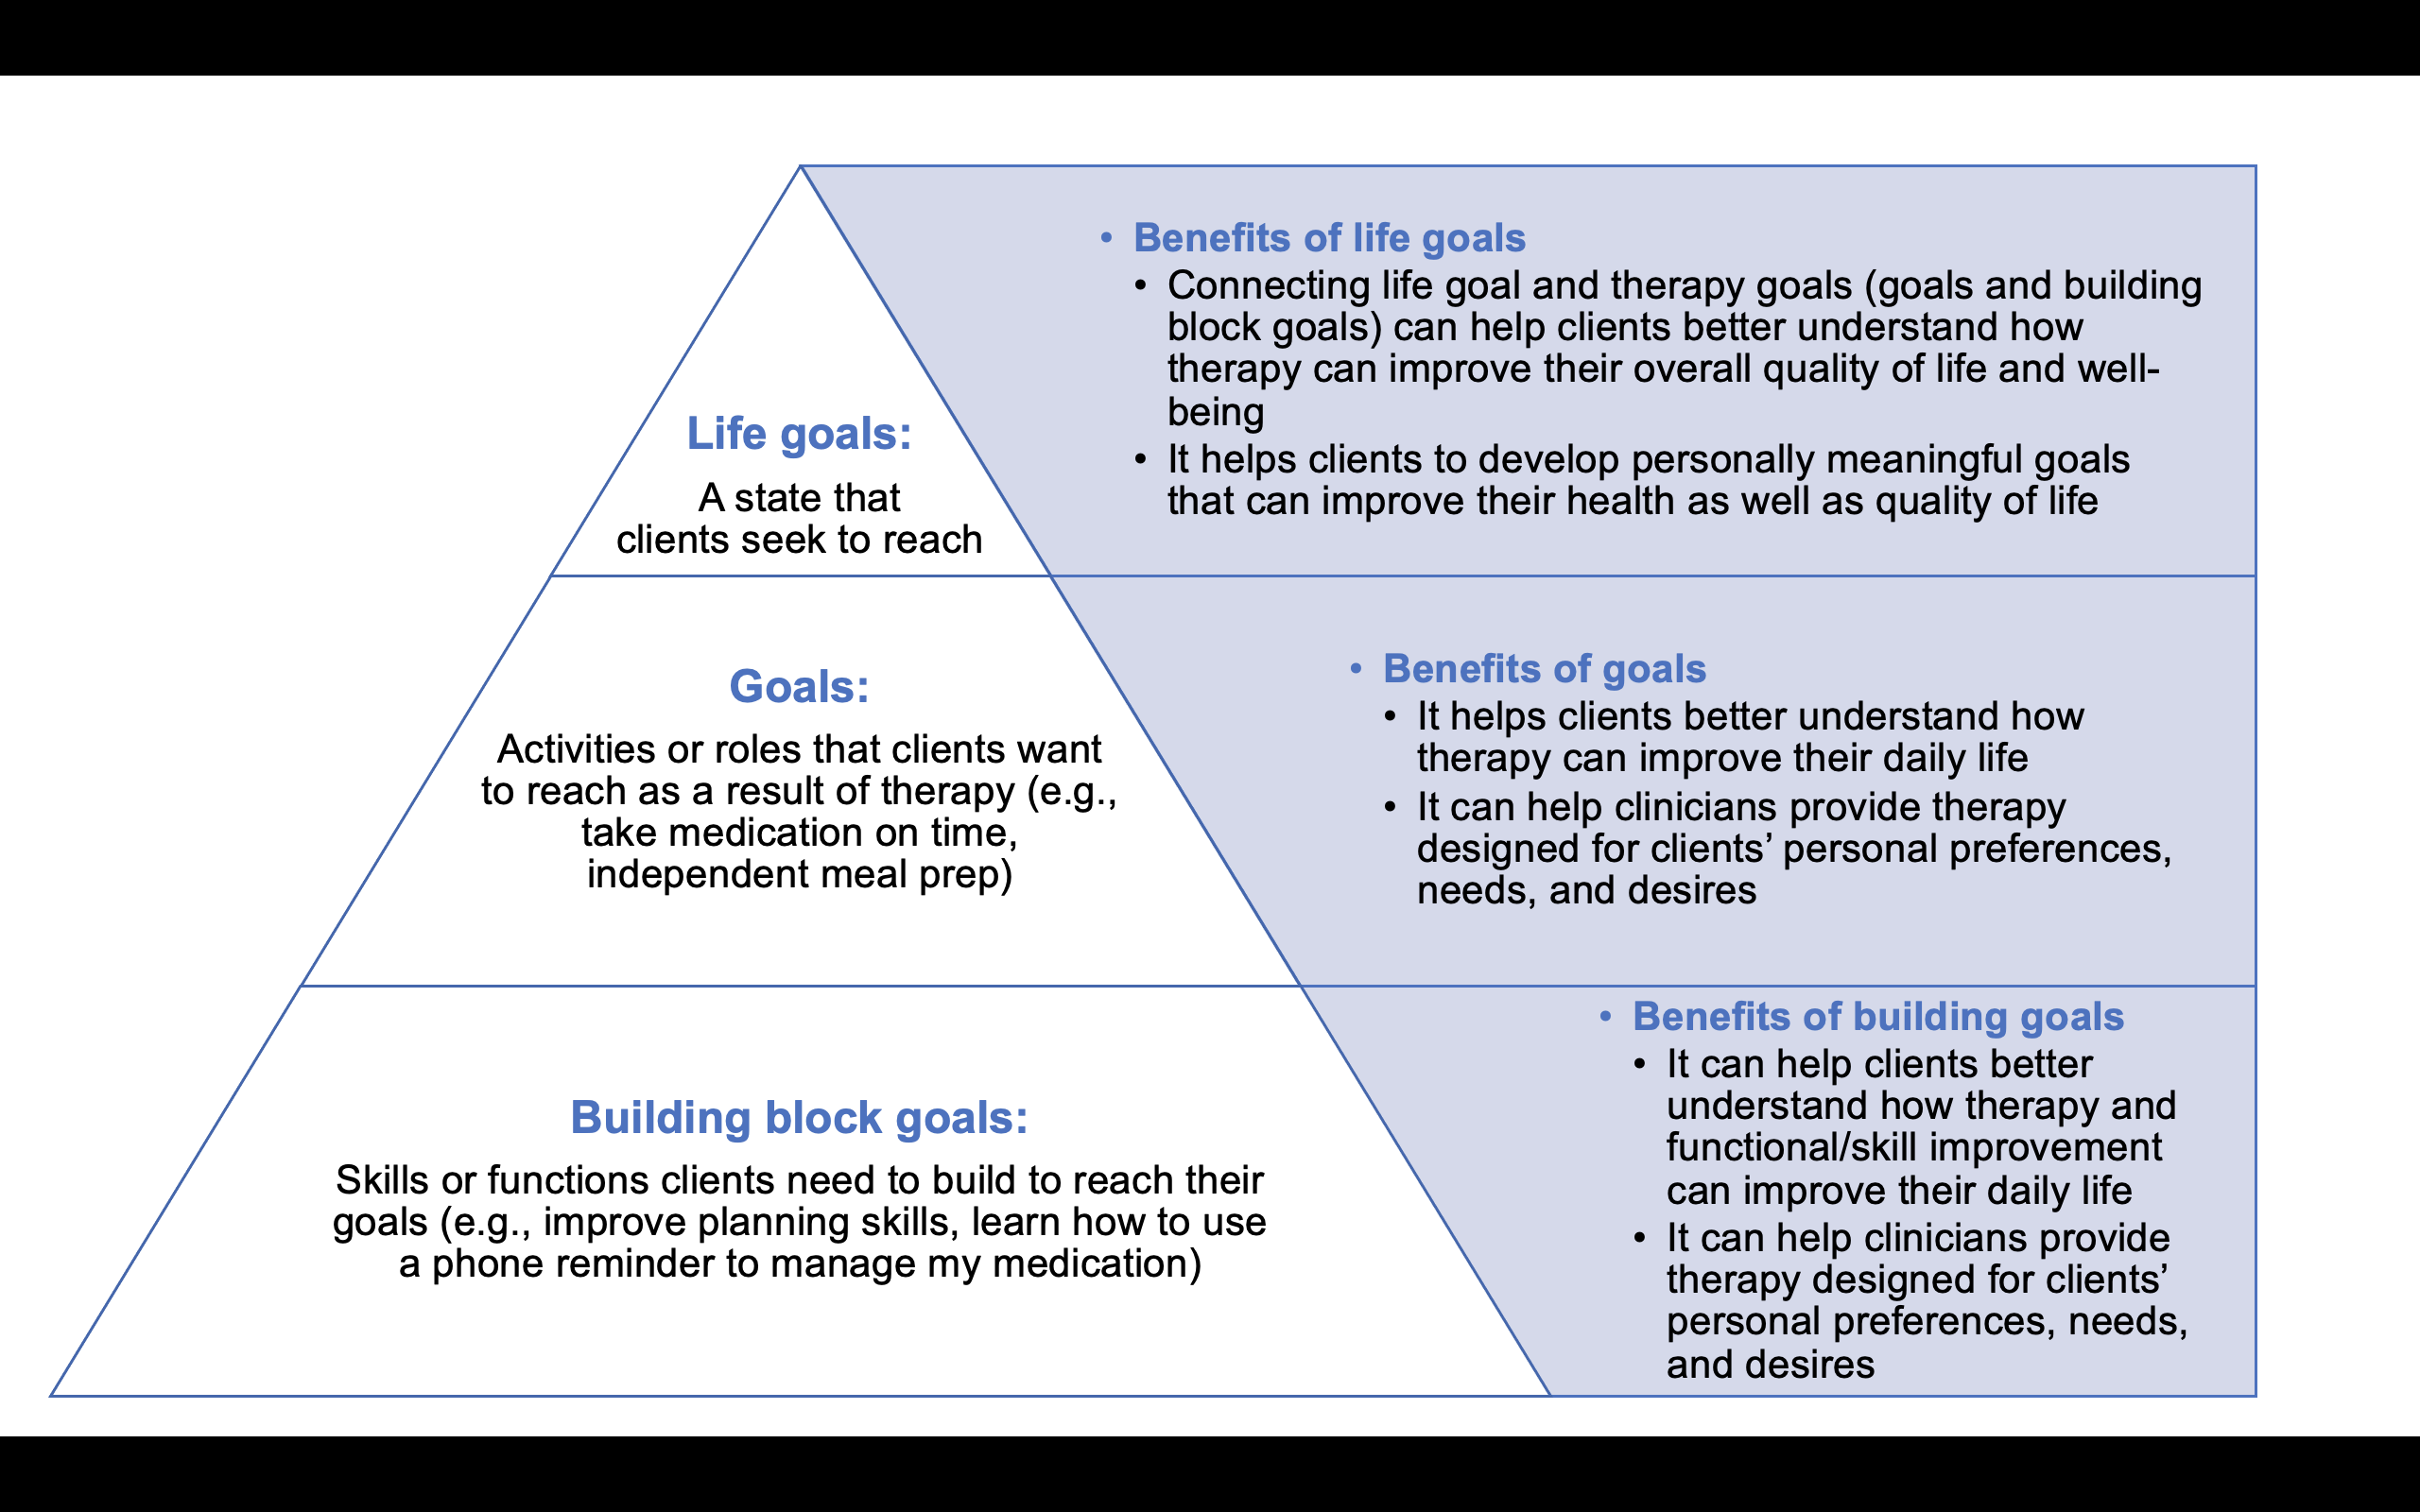 Life goals:
A state that
clients seek to reach
• Benefits of life goals
• Connecting life goal and therapy goals (goals and building
block goals) can help clients better understand how
therapy can improve their overall quality of life and well-
being
• It helps clients to develop personally meaningful goals
that can improve their health as well as quality of life
Goals:
Activities or roles that clients want
to reach as a result of therapy (e.g.,
take medication on time,
independent meal prep)
• Benefits of goals
• It helps clients better understand how
therapy can improve their daily life
• It can help clinicians provide therapy
designed for clients’ personal preferences,
needs, and desires
Building block goals:
Skills or functions clients need to build to reach their
goals (e.g., improve planning skills, learn how to use
a phone reminder to manage my medication)
• Benefits of building goals
• It can help clients better
understand how therapy and
functional/skill improvement
can improve their daily life
• It can help clinicians provide
therapy designed for clients’
personal preferences, needs,
and desires